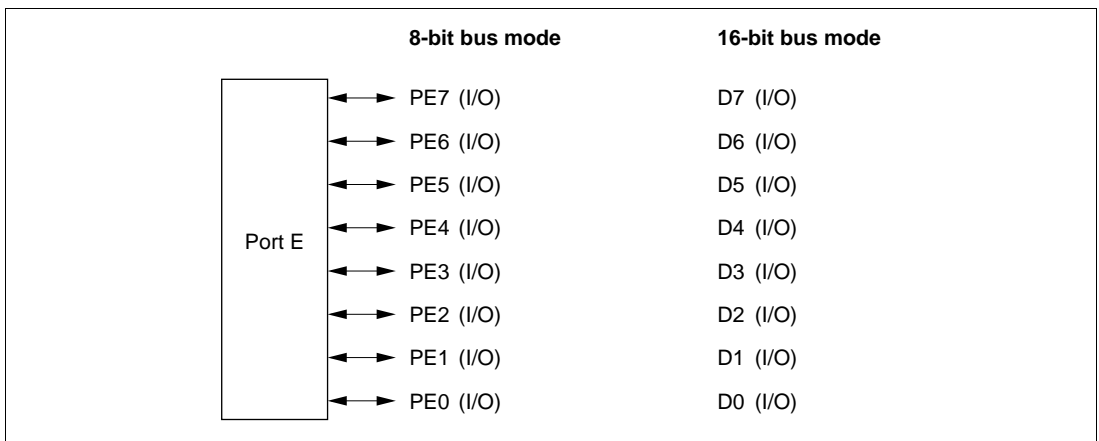 8-bit bus mode 16-bit bus mode
PE7 (I/O) D7 (I/O)
PE6 (I/O) D6 (I/O)
PE5 (I/O) D5 (I/O)
PE4 (I/O) D4 (I/O)
Port E
PE3 (I/O) D3 (I/O)
PE2 (I/O) D2 (I/O)
PE1 (I/O) D1 (I/O)
PE0 (I/O) D0 (I/O)